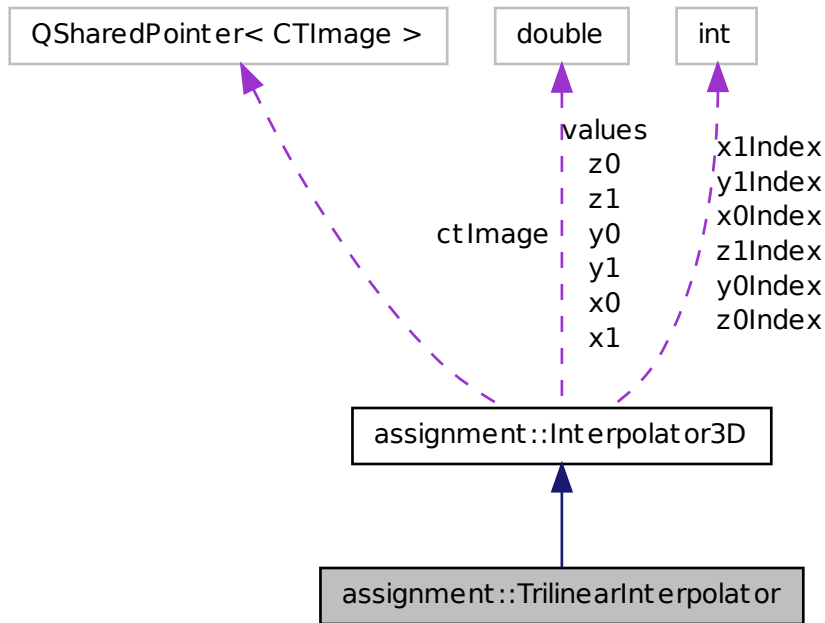 QSharedPointer< CTImage >
double
int
ctImage
values
z0
z1
y0
y1
x0
x1
x1Index
y1Index
x0Index
z1Index
y0Index
z0Index
assignment::Interpolator3D
assignment::TrilinearInterpolator